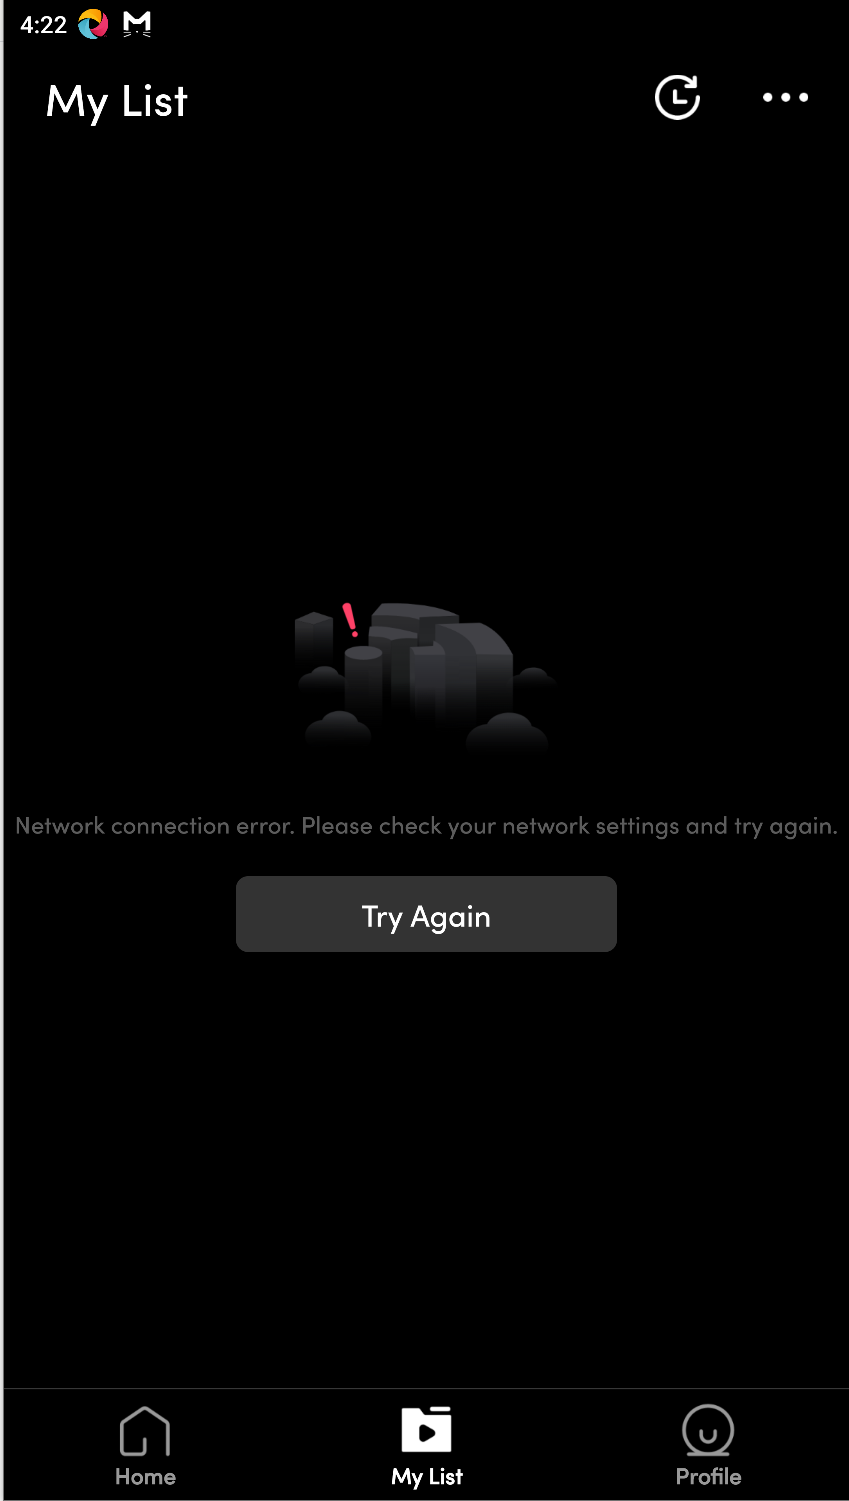 4:22
My List
Network connection error. Please check your network settings and try again.
Try Again
Home
My List
Profile